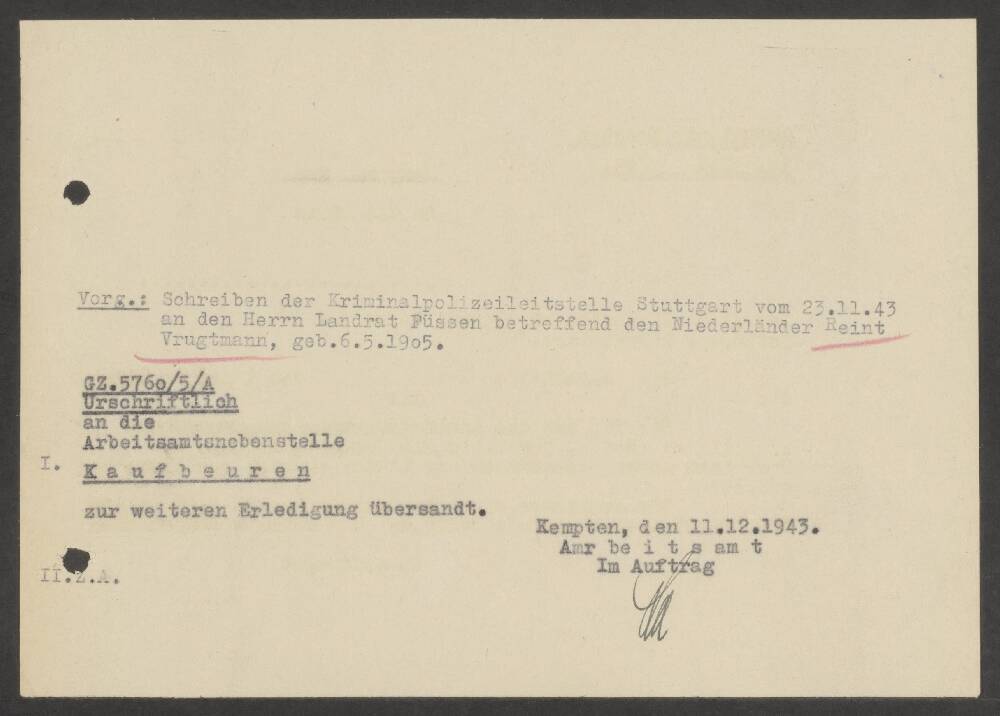 Vorg.: Schreiben der Kriminalpolizeileitstelle Stuttgart vom 23.11.43
an den Herrn Landrat Füssen betreffend den Niederländer Reint
Vrugtmann, geb.6.5.19o5.
GZ.576o/5/A
Urschriftlich
an die
Arbeitsamtsnebenstelle
I. K a u f b e u r e n
zur weiteren Erledigung übersandt.
Kempten, den 11.12.1943.
Amr be i t s am t
Im Auftrag
II.z.A.